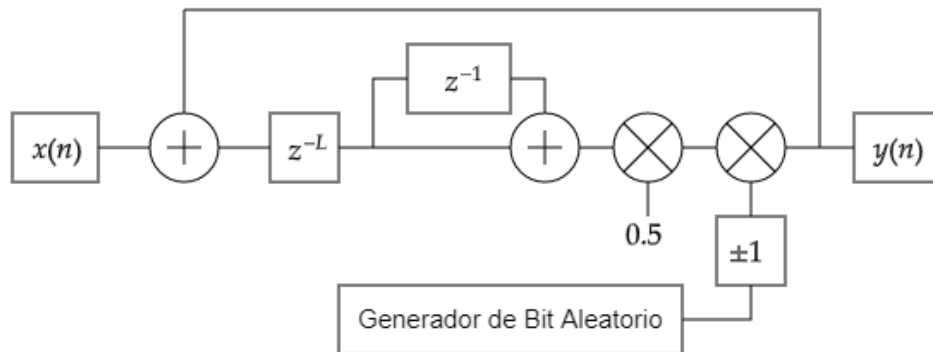 z⁻¹
x(n)
+
z⁻ᴸ
+
y(n)
0.5
±1
Generador de Bit Aleatorio